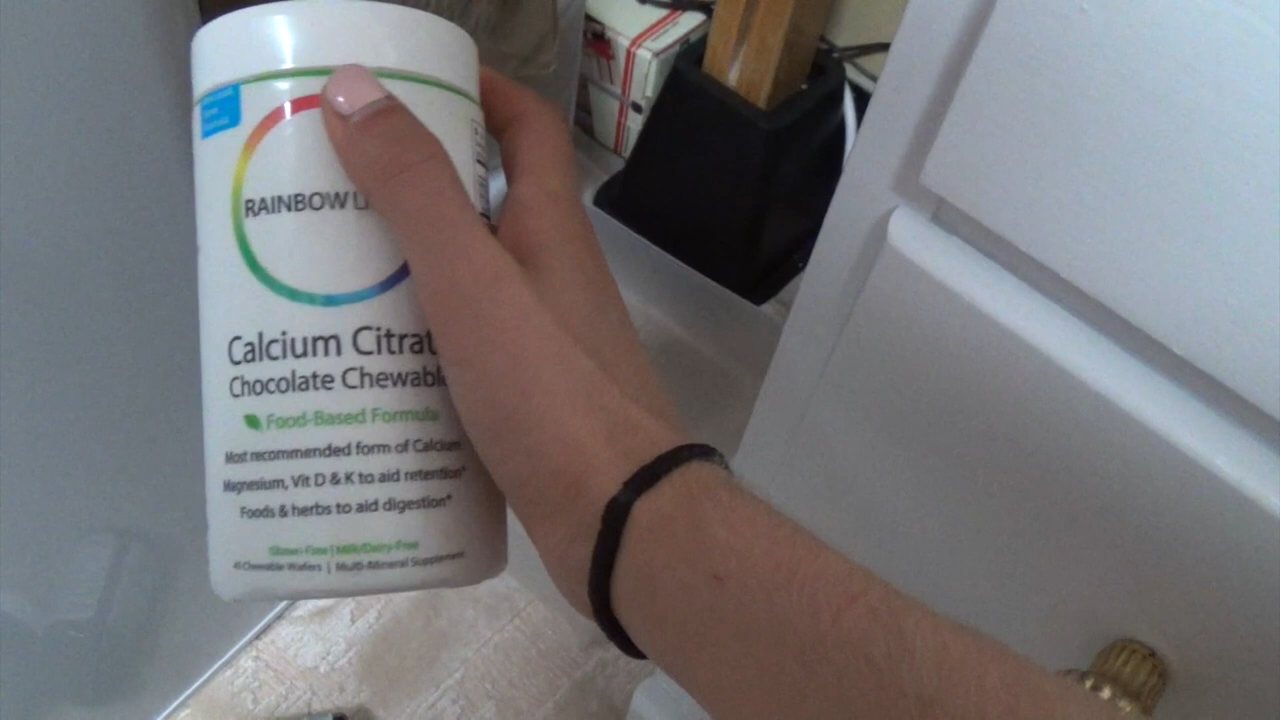 RAINBOW LI
Calcium Citrat
Chocolate Chewabl
Food-Based Formula
Most recommended form of Calcium
Magnesium, Vit D & K to aid retention*
Foods & herbs to aid digestion*
Gluten-Free | Milk/Dairy-Free
Chewable Wafers | Multi-Mineral Supplement